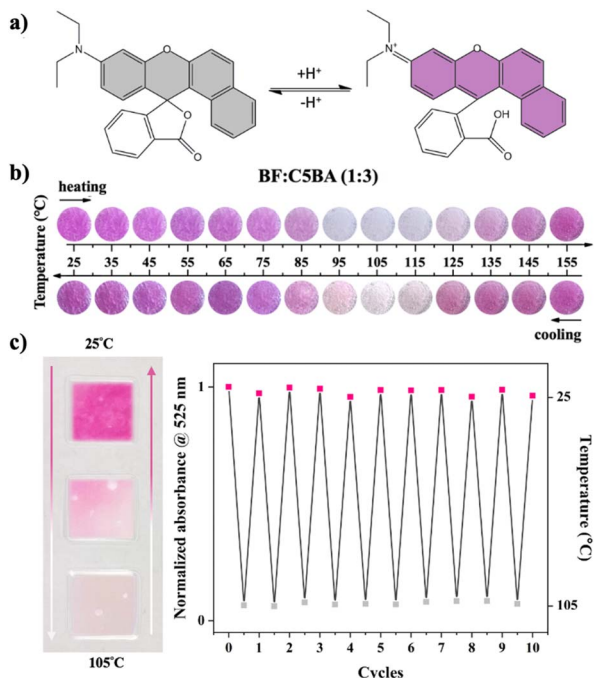 a)
N
O
O
O
+H⁺
-H⁺
N⁺
O
OH
O
b)
BF:C5BA (1:3)
heating
Temperature (°C)
25 35 45 55 65 75 85 95 105 115 125 135 145 155
cooling
c)
25°C
105°C
Normalized absorbance @ 525 nm
1
0
0 1 2 3 4 5 6 7 8 9 10
Cycles
25
105
Temperature (°C)